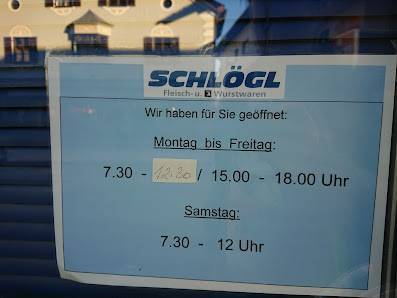 SCHLÖGL
Fleisch- u. Wurstwaren
Wir haben für Sie geöffnet:
Montag bis Freitag:
7.30 - 12.30 / 15.00 - 18.00 Uhr
Samstag:
7.30 - 12 Uhr